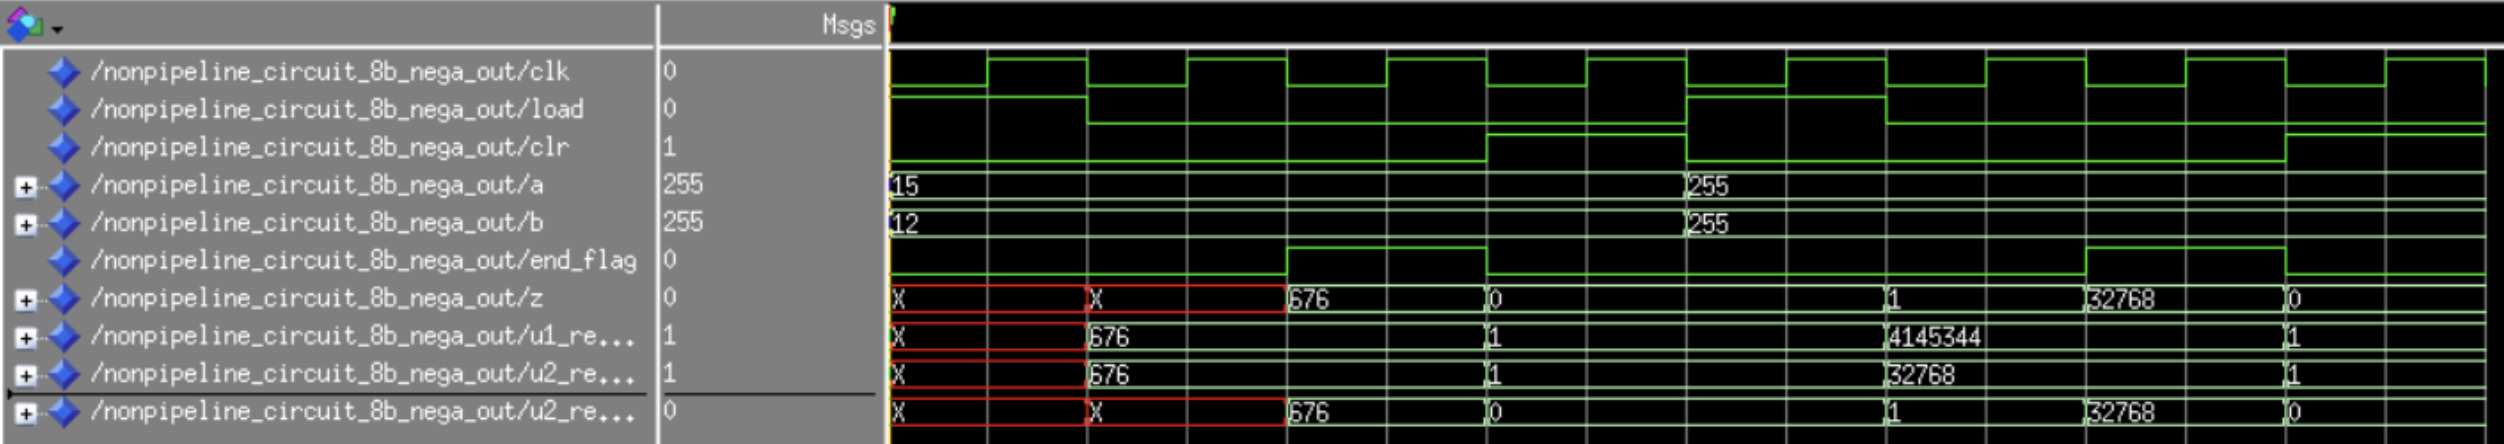 Msgs
/nonpipeline_circuit_8b_nega_out/clk 0
/nonpipeline_circuit_8b_nega_out/load 0
/nonpipeline_circuit_8b_nega_out/clr 1
/nonpipeline_circuit_8b_nega_out/a 255 15 255
/nonpipeline_circuit_8b_nega_out/b 255 12 255
/nonpipeline_circuit_8b_nega_out/end_flag 0
/nonpipeline_circuit_8b_nega_out/z 0 X X 676 0 1 32768 0
/nonpipeline_circuit_8b_nega_out/u1_re... 1 X 676 1 4145344 1
/nonpipeline_circuit_8b_nega_out/u2_re... 1 X 676 1 32768 1
/nonpipeline_circuit_8b_nega_out/u2_re... 0 X X 676 0 1 32768 0